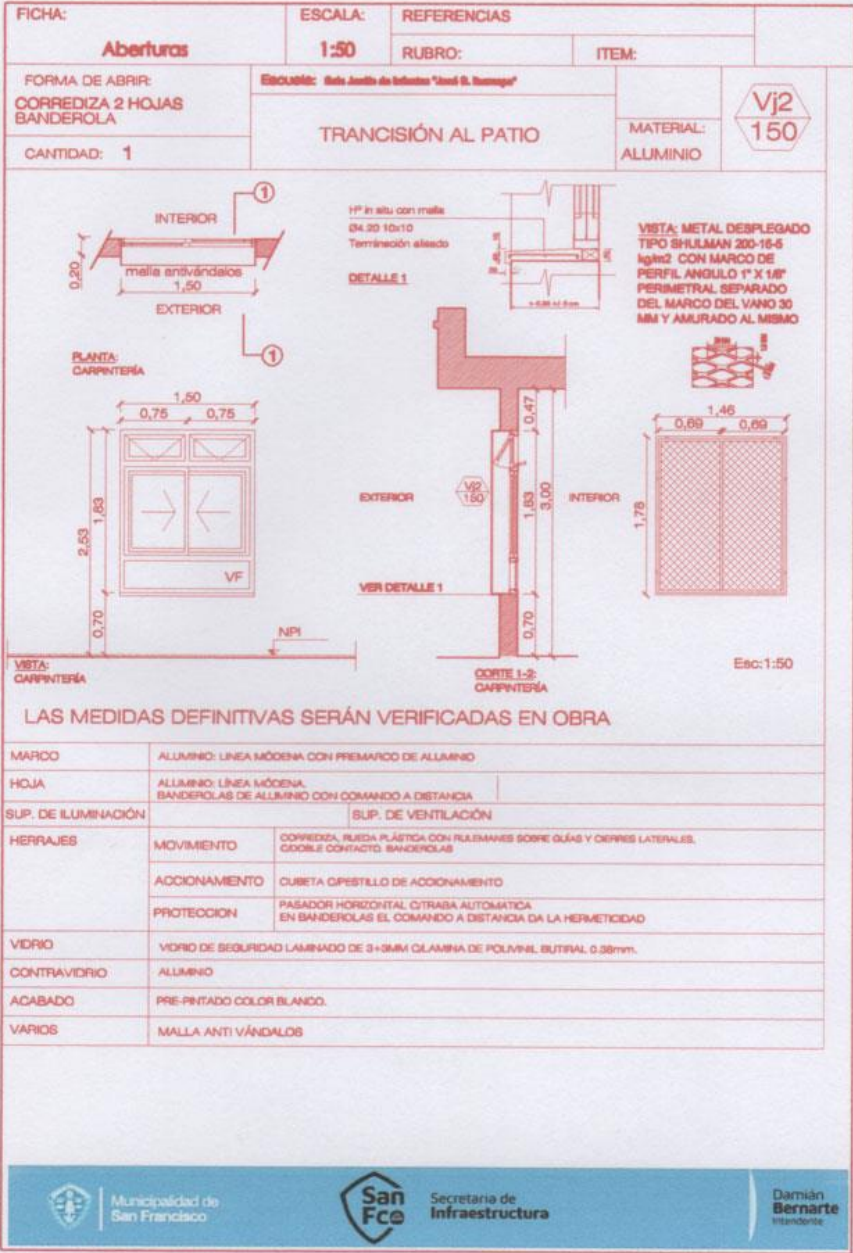 FICHA:
Aberturas
ESCALA:
1:50
REFERENCIAS
RUBRO:
ITEM:
FORMA DE ABRIR:
CORREDIZA 2 HOJAS
BANDEROLA
CANTIDAD: 1
Escuela: Jardín de Infantes "José
TRANCISIÓN AL PATIO
MATERIAL:
ALUMINIO
Vj2
150
1
INTERIOR
0,20
malla antivándalos
1,50
EXTERIOR
1
PLANTA:
CARPINTERÍA
Hº in situ con malla
Ø4.20 10x10
Terminación alisado
DETALLE 1
VISTA: METAL DESPLEGADO
TIPO SHULMAN 200-16-5
kg/m2 CON MARCO DE
PERFIL ANGULO 1" X 1/8"
PERIMETRAL SEPARADO
DEL MARCO DEL VANO 30
MM Y AMURADO AL MISMO
1,50
0,75 0,75
2,53
1,83
0,70
VF
NPI
VISTA:
CARPINTERÍA
EXTERIOR
Vj2
150
INTERIOR
0,47
1,83
3,00
0,70
VER DETALLE 1
CORTE 1-2:
CARPINTERÍA
1,46
0,69 0,69
1,78
Esc:1:50
LAS MEDIDAS DEFINITIVAS SERÁN VERIFICADAS EN OBRA
MARCO
ALUMINIO: LINEA MÓDENA CON PREMARCO DE ALUMINIO
HOJA
ALUMINIO: LÍNEA MÓDENA.
BANDEROLAS DE ALUMINIO CON COMANDO A DISTANCIA
SUP. DE ILUMINACIÓN
SUP. DE VENTILACIÓN
HERRAJES
MOVIMIENTO
CORREDIZA, RUEDA PLÁSTICA CON RULEMANES SOBRE GUÍAS Y CIERRES LATERALES,
C/DOBLE CONTACTO. BANDEROLAS
ACCIONAMIENTO
CUBETA C/PESTILLO DE ACCIONAMIENTO
PROTECCION
PASADOR HORIZONTAL C/TRABA AUTOMATICA
EN BANDEROLAS EL COMANDO A DISTANCIA DA LA HERMETICIDAD
VIDRIO
VIDRIO DE SEGURIDAD LAMINADO DE 3+3MM C/LAMINA DE POLIVINIL BUTIRAL 0.38mm.
CONTRAVIDRIO
ALUMINIO
ACABADO
PRE-PINTADO COLOR BLANCO.
VARIOS
MALLA ANTI VÁNDALOS
Municipalidad de
San Francisco
San
Fco
Secretaria de
Infraestructura
Damián
Bernarte
Intendente